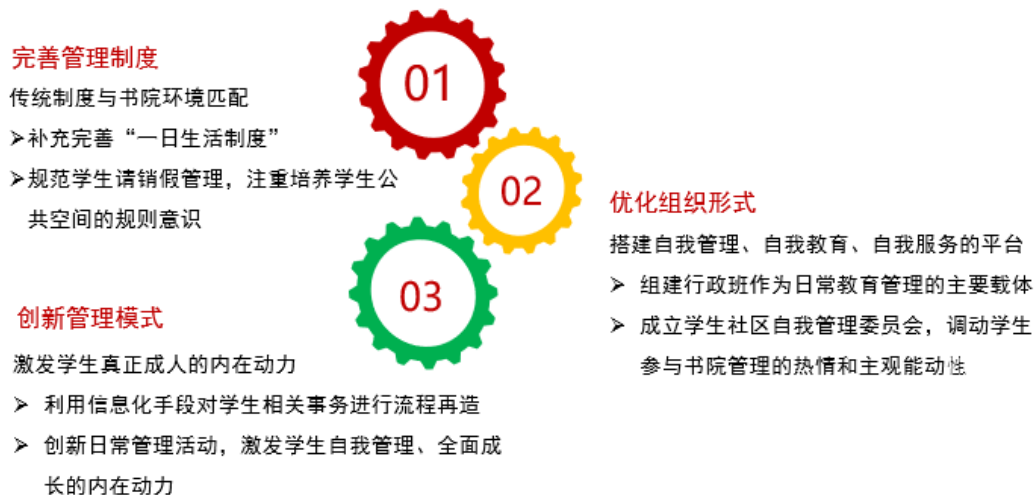 01
完善管理制度
传统制度与书院环境匹配
➢补充完善“一日生活制度”
➢规范学生请销假管理，注重培养学生公
共空间的规则意识
02
优化组织形式
搭建自我管理、自我教育、自我服务的平台
➢ 组建行政班作为日常教育管理的主要载体
➢ 成立学生社区自我管理委员会，调动学生
参与书院管理的热情和主观能动性
03
创新管理模式
激发学生真正成人的内在动力
➢ 利用信息化手段对学生相关事务进行流程再造
➢ 创新日常管理活动，激发学生自我管理、全面成
长的内在动力